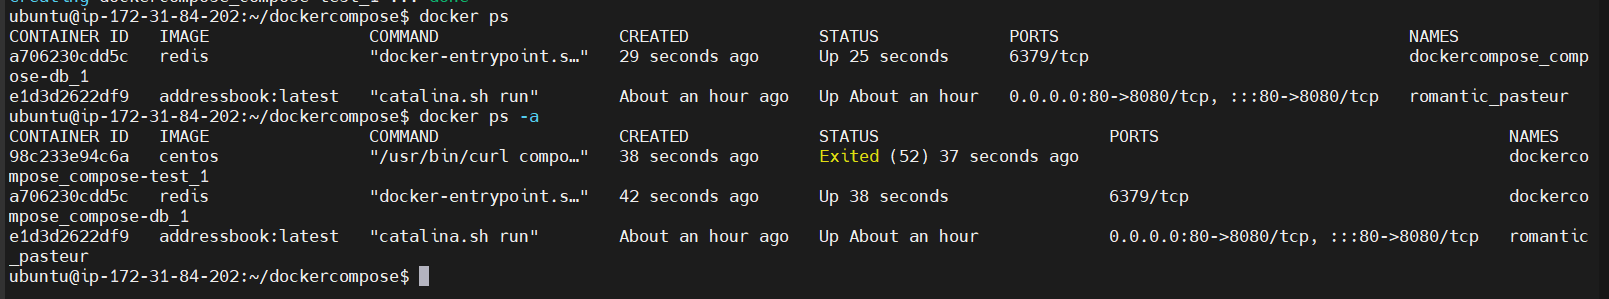 creating dockercompose_compose-test_1 ... done
ubuntu@ip-172-31-84-202:~/dockercompose$ docker ps
CONTAINER ID   IMAGE                COMMAND                  CREATED             STATUS             PORTS                                   NAMES
a706230cdd5c   redis                "docker-entrypoint.s…"   29 seconds ago      Up 25 seconds      6379/tcp                                dockercompose_comp
ose-db_1
e1d3d2622df9   addressbook:latest   "catalina.sh run"        About an hour ago   Up About an hour   0.0.0.0:80->8080/tcp, :::80->8080/tcp   romantic_pasteur
ubuntu@ip-172-31-84-202:~/dockercompose$ docker ps -a
CONTAINER ID   IMAGE                COMMAND                  CREATED             STATUS                       PORTS                                   NAMES
98c233e94c6a   centos               "/usr/bin/curl compo…"   38 seconds ago      Exited (52) 37 seconds ago                                           dockerco
mpose_compose-test_1
a706230cdd5c   redis                "docker-entrypoint.s…"   42 seconds ago      Up 38 seconds                6379/tcp                                dockerco
mpose_compose-db_1
e1d3d2622df9   addressbook:latest   "catalina.sh run"        About an hour ago   Up About an hour             0.0.0.0:80->8080/tcp, :::80->8080/tcp   romantic
_pasteur
ubuntu@ip-172-31-84-202:~/dockercompose$